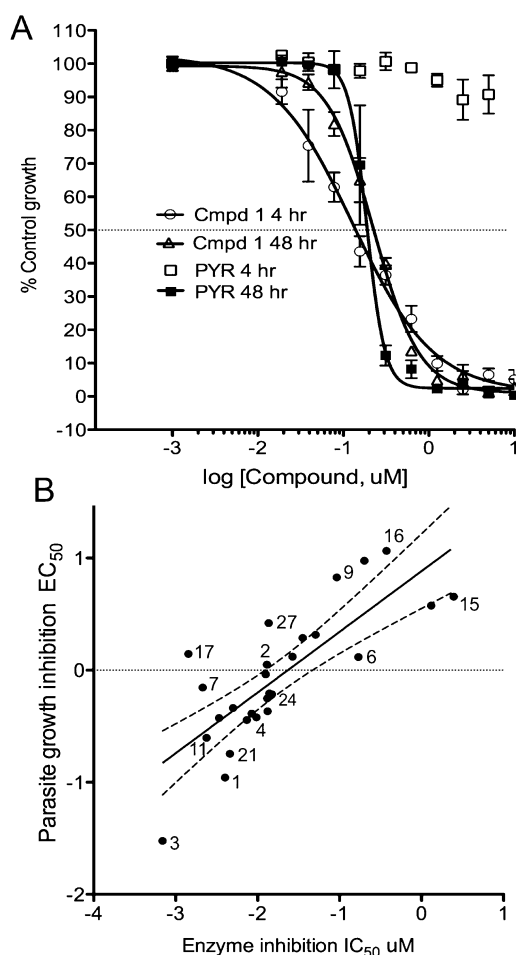 A
110
100
90
80
70
60
50
40
30
20
10
0
-10
% Control growth
Cmpd 1 4 hr
Cmpd 1 48 hr
PYR 4 hr
PYR 48 hr
-3 -2 -1 0 1
log [Compound, uM]
B
1
0
-1
-2
Parasite growth inhibition EC50
16
9
27
15
17
2
6
7
24
4
11
21
1
3
-4 -3 -2 -1 0 1
Enzyme inhibition IC50 uM